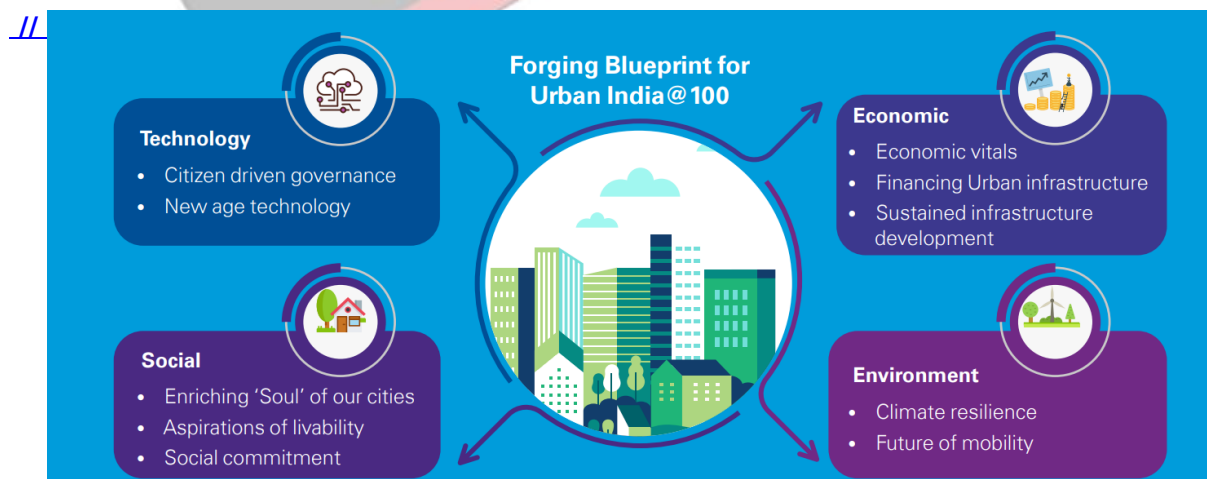 //
Forging Blueprint for
Urban India@100
Technology
• Citizen driven governance
• New age technology
Economic
• Economic vitals
• Financing Urban infrastructure
• Sustained infrastructure
development
Social
• Enriching ‘Soul’ of our cities
• Aspirations of livability
• Social commitment
Environment
• Climate resilience
• Future of mobility